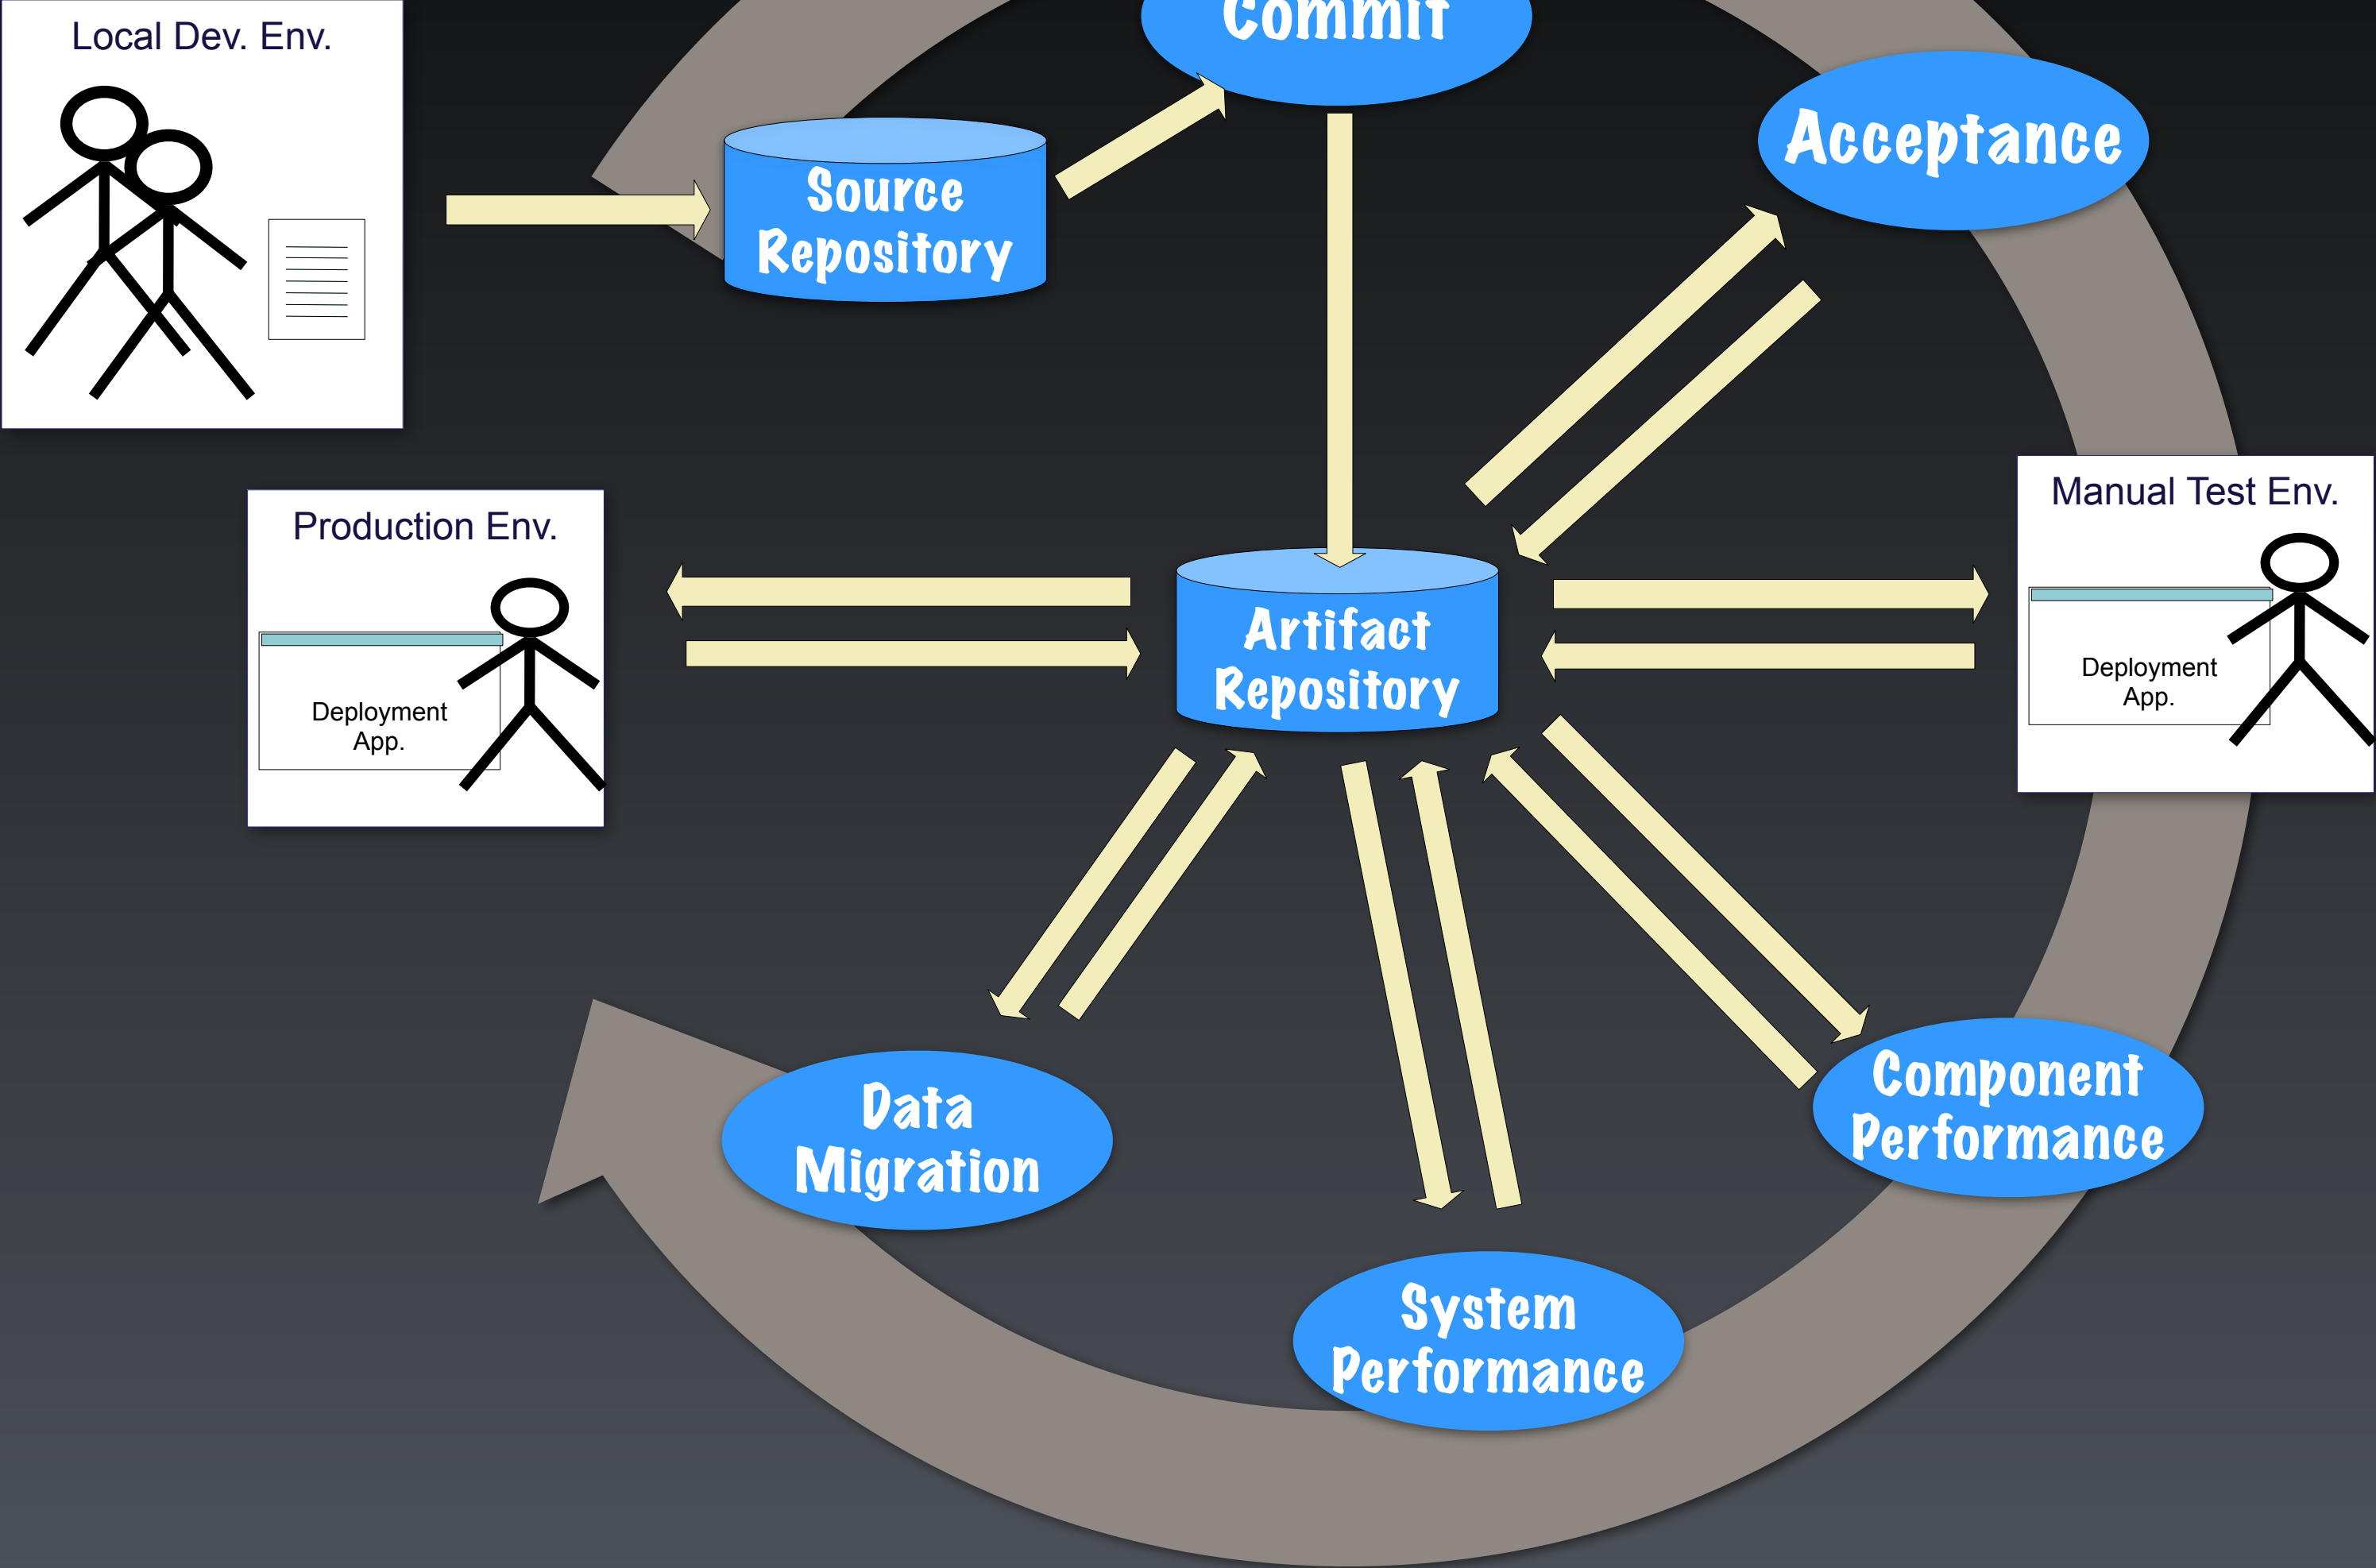 Local Dev. Env.
Commit
Acceptance
Source
Repository
Manual Test Env.
Production Env.
Artifact
Repository
Deployment
App.
Deployment
App.
Component
Performance
Data
Migration
System
Performance